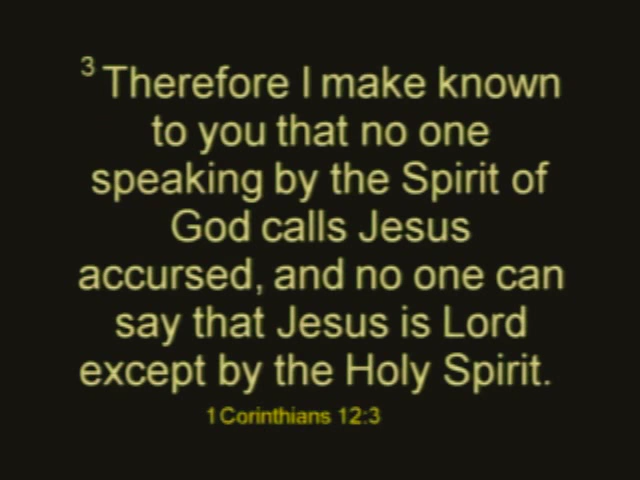 3 Therefore I make known
to you that no one
speaking by the Spirit of
God calls Jesus
accursed, and no one can
say that Jesus is Lord
except by the Holy Spirit.
1 Corinthians 12:3